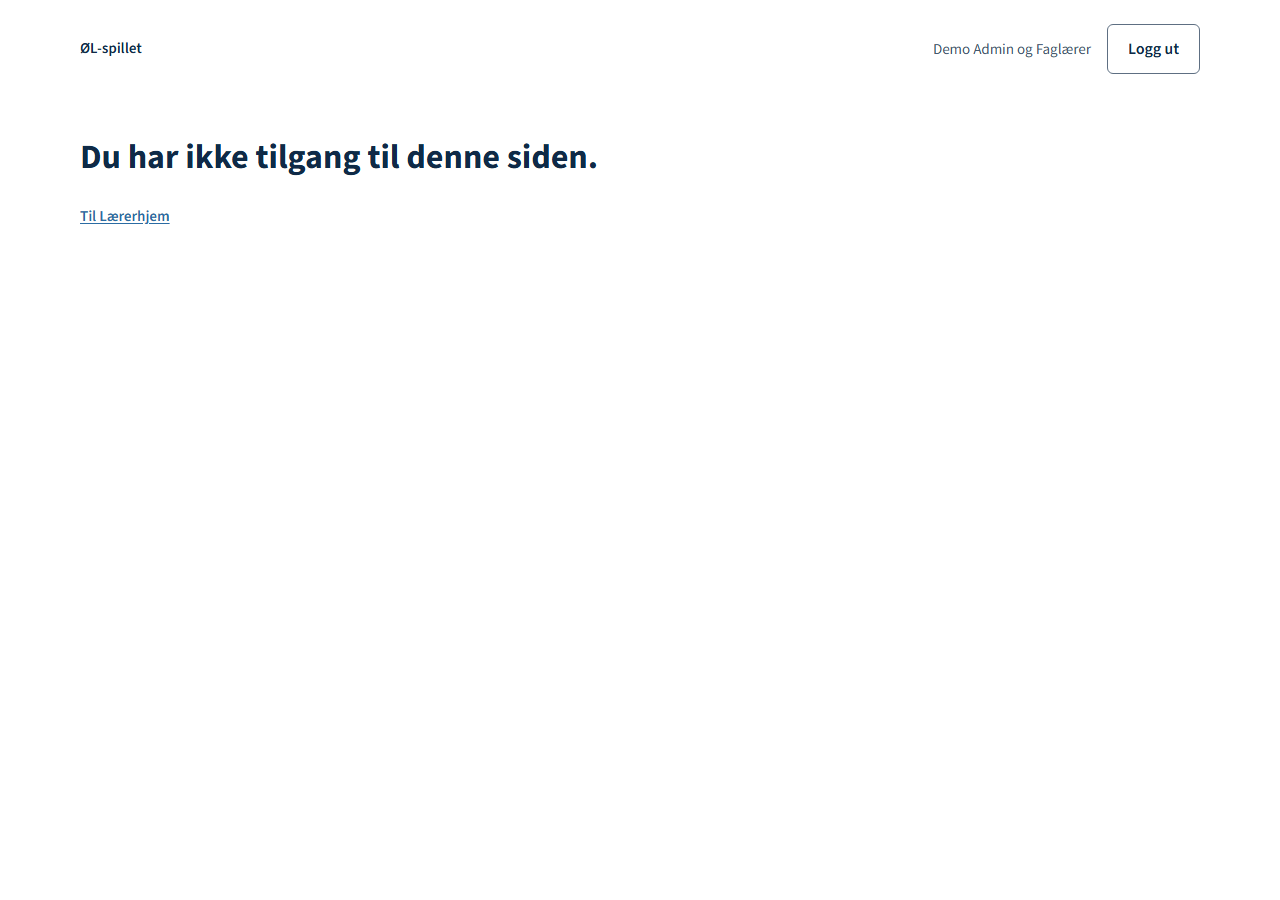 ØL-spillet
Demo Admin og Faglærer
Logg ut
Du har ikke tilgang til denne siden.
Til Lærerhjem